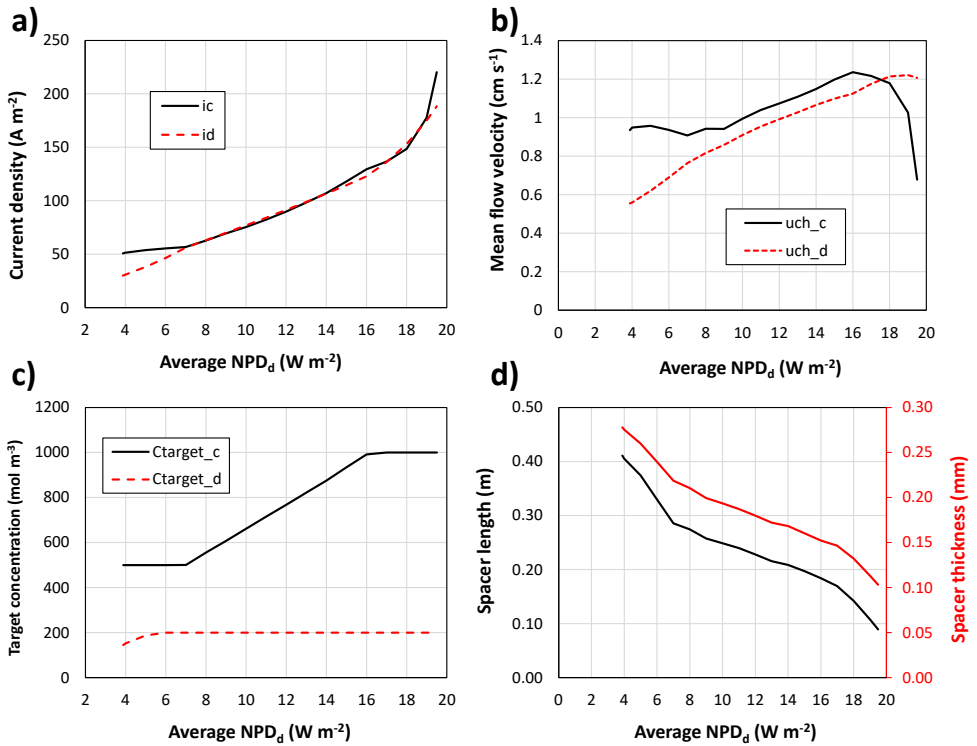 a)
250
200
150
100
50
0
Current density (A m⁻²)
ic
id
2 4 6 8 10 12 14 16 18 20
Average NPDd (W m⁻²)
b)
1.4
1.2
1
0.8
0.6
0.4
0.2
0
Mean flow velocity (cm s⁻¹)
uch_c
uch_d
0 2 4 6 8 10 12 14 16 18 20
Average NPDd (W m⁻²)
c)
1200
1000
800
600
400
200
0
Target concentration (mol m⁻³)
Ctarget_c
Ctarget_d
2 4 6 8 10 12 14 16 18 20
Average NPDd (W m⁻²)
d)
0.50
0.40
0.30
0.20
0.10
0.00
Spacer length (m)
0.30
0.25
0.20
0.15
0.10
0.05
0.00
Spacer thickness (mm)
0 2 4 6 8 10 12 14 16 18 20
Average NPDd (W m⁻²)